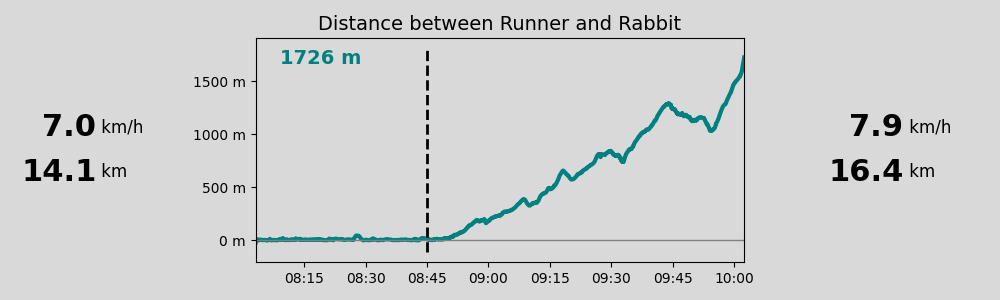 Distance between Runner and Rabbit
1726 m
1500 m
1000 m
500 m
0 m
08:15 08:30 08:45 09:00 09:15 09:30 09:45 10:00
7.0 km/h
14.1 km
7.9 km/h
16.4 km